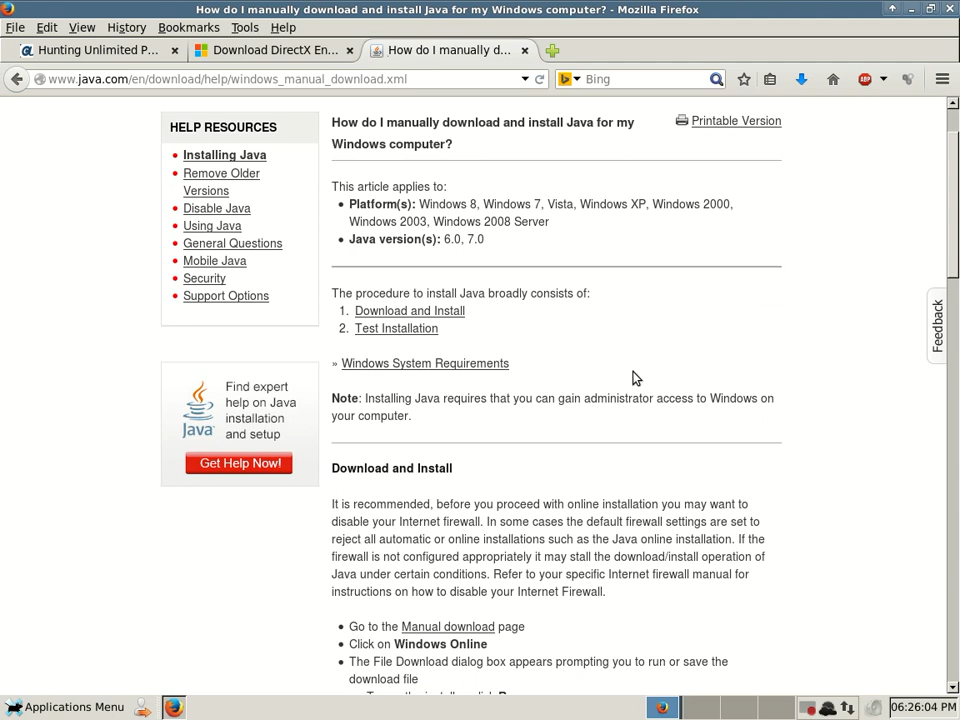 How do I manually download and install Java for my Windows computer? - Mozilla Firefox
File Edit View History Bookmarks Tools Help
Hunting Unlimited P... Download DirectX En... How do I manually d...
www.java.com/en/download/help/windows_manual_download.xml Bing ABP
HELP RESOURCES
Installing Java
Remove Older
Versions
Disable Java
Using Java
General Questions
Mobile Java
Security
Support Options
Find expert
help on Java
installation
and setup
Java
Get Help Now!
How do I manually download and install Java for my
Windows computer?
Printable Version
This article applies to:
Platform(s): Windows 8, Windows 7, Vista, Windows XP, Windows 2000,
Windows 2003, Windows 2008 Server
Java version(s): 6.0, 7.0
The procedure to install Java broadly consists of:
1. Download and Install
2. Test Installation
» Windows System Requirements
Note: Installing Java requires that you can gain administrator access to Windows on
your computer.
Download and Install
It is recommended, before you proceed with online installation you may want to
disable your Internet firewall. In some cases the default firewall settings are set to
reject all automatic or online installations such as the Java online installation. If the
firewall is not configured appropriately it may stall the download/install operation of
Java under certain conditions. Refer to your specific Internet firewall manual for
instructions on how to disable your Internet Firewall.
Go to the Manual download page
Click on Windows Online
The File Download dialog box appears prompting you to run or save the
download file
Feedback
Applications Menu 06:26:04 PM